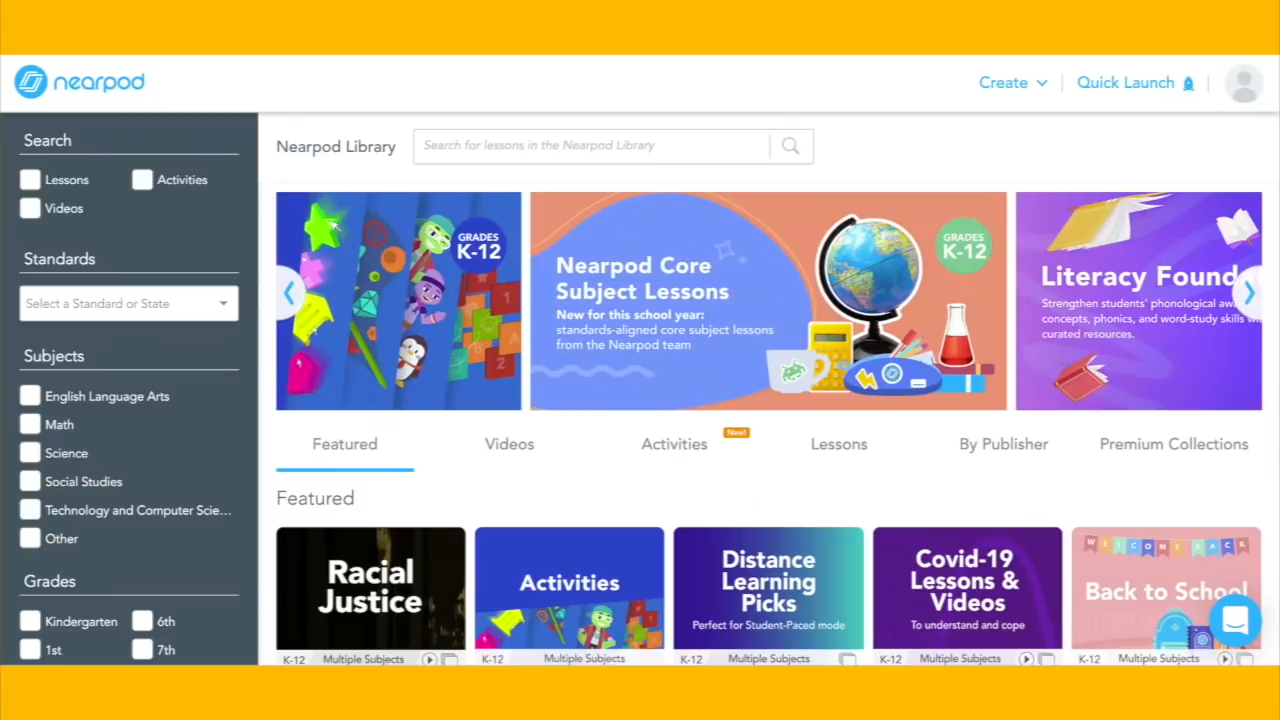 nearpod
Create
Quick Launch
Search
Lessons
Activities
Videos
Standards
Select a Standard or State
Subjects
English Language Arts
Math
Science
Social Studies
Technology and Computer Scie...
Other
Grades
Kindergarten
6th
1st
7th
Nearpod Library
Search for lessons in the Nearpod Library
GRADES
K-12
Nearpod Core
Subject Lessons
New for this school year:
standards-aligned core subject lessons
from the Nearpod team
GRADES
K-12
Literacy Found
Strengthen students' phonological
concepts, phonics, and word-study skills
curated resources.
Featured
Videos
Activities
New!
Lessons
By Publisher
Premium Collections
Featured
Racial
Justice
K-12
Multiple Subjects
Activities
K-12
Multiple Subjects
Distance
Learning
Picks
Perfect for Student-Paced mode
K-12
Multiple Subjects
Covid-19
Lessons &
Videos
To understand and cope
K-12
Multiple Subjects
WELCOME BACK
Back to School
K-12
Multiple Subjects